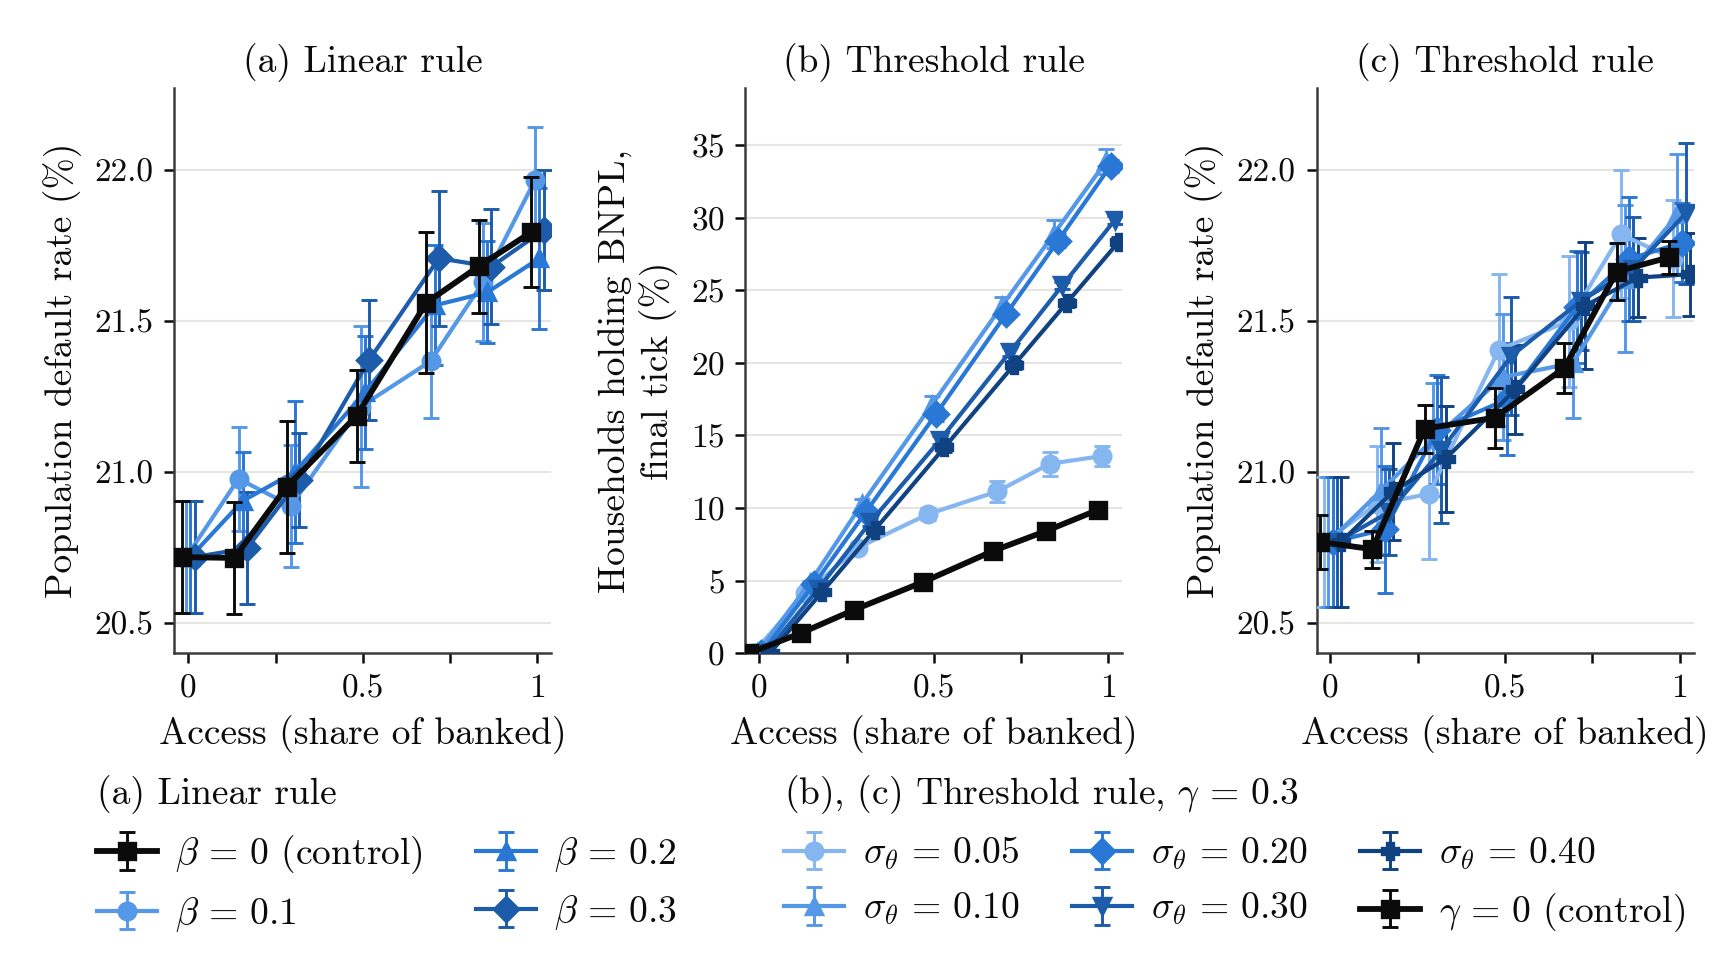 (a) Linear rule
Population default rate (%)
22.0
21.5
21.0
20.5
0
0.5
1
Access (share of banked)
(b) Threshold rule
Households holding BNPL,
final tick (%)
35
30
25
20
15
10
5
0
0
0.5
1
Access (share of banked)
(c) Threshold rule
Population default rate (%)
22.0
21.5
21.0
20.5
0
0.5
1
Access (share of banked)
(a) Linear rule
β = 0 (control)
β = 0.1
β = 0.2
β = 0.3
(b), (c) Threshold rule, γ = 0.3
σθ = 0.05
σθ = 0.10
σθ = 0.20
σθ = 0.30
σθ = 0.40
γ = 0 (control)